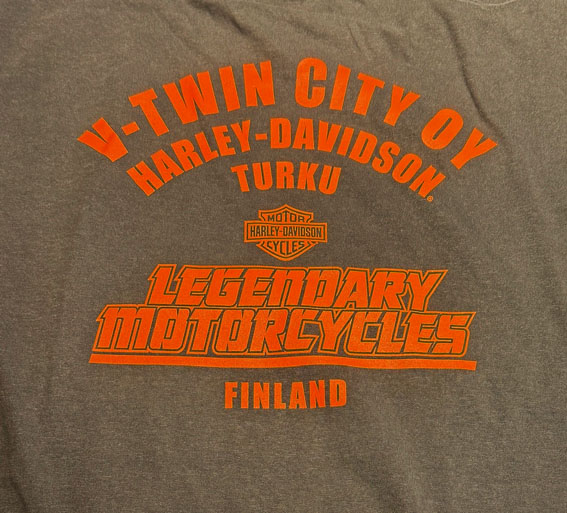 V-TWIN CITY OY
HARLEY-DAVIDSON®
TURKU
MOTOR
HARLEY-DAVIDSON
CYCLES
LEGENDARY
MOTORCYCLES
FINLAND